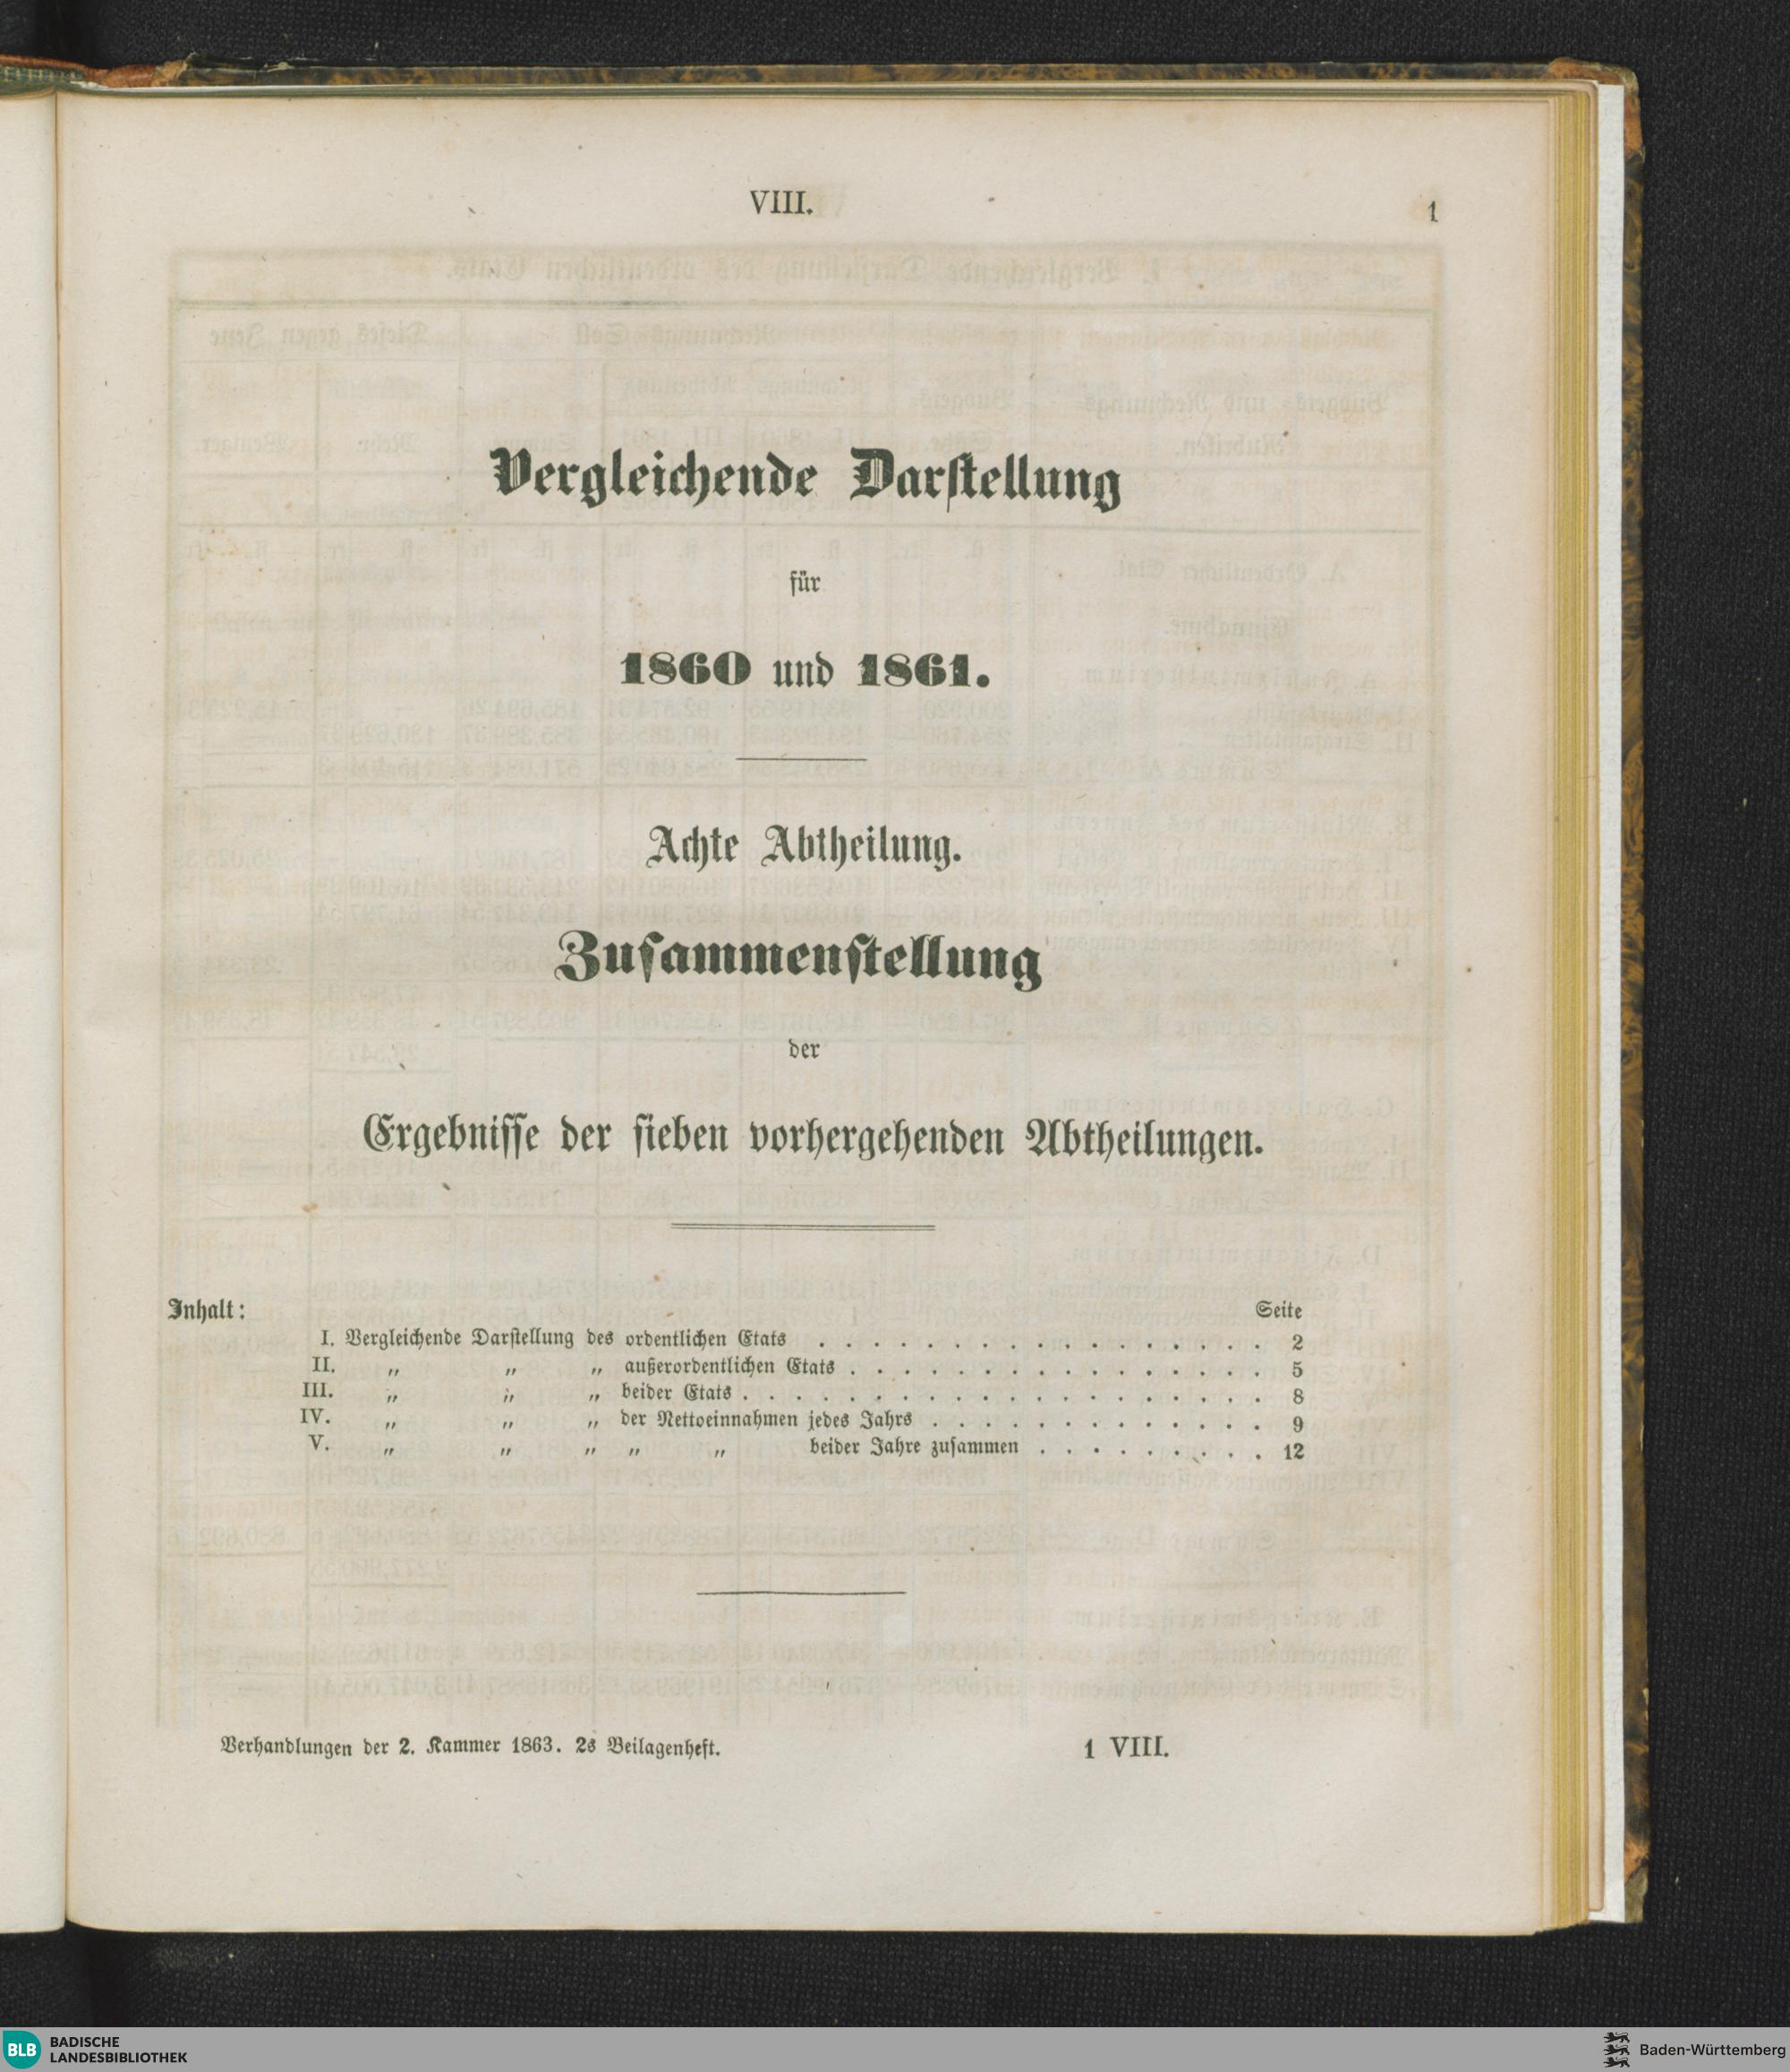 VIII.
1
Vergleichende Darstellung
für
1860 und 1861.
Achte Abtheilung.
Zusammenstellung
der
Ergebnisse der sieben vorhergehenden Abtheilungen.
Inhalt: Seite
I. Vergleichende Darstellung des ordentlichen Etats . . . . . . . . . . . . . . . . . 2
II. „ „ „ außerordentlichen Etats . . . . . . . . . . . . . . . . 5
III. „ „ „ beider Etats . . . . . . . . . . . . . . . . . . . . 8
IV. „ „ „ der Nettoeinnahmen jedes Jahrs . . . . . . . . . . . . . 9
V. „ „ „ „ „ beider Jahre zusammen . . . . . . . . . 12
Verhandlungen der 2. Kammer 1863. 2s Beilagenheft. 1 VIII.
BLB BADISCHE
LANDESBIBLIOTHEK
Baden-Württemberg